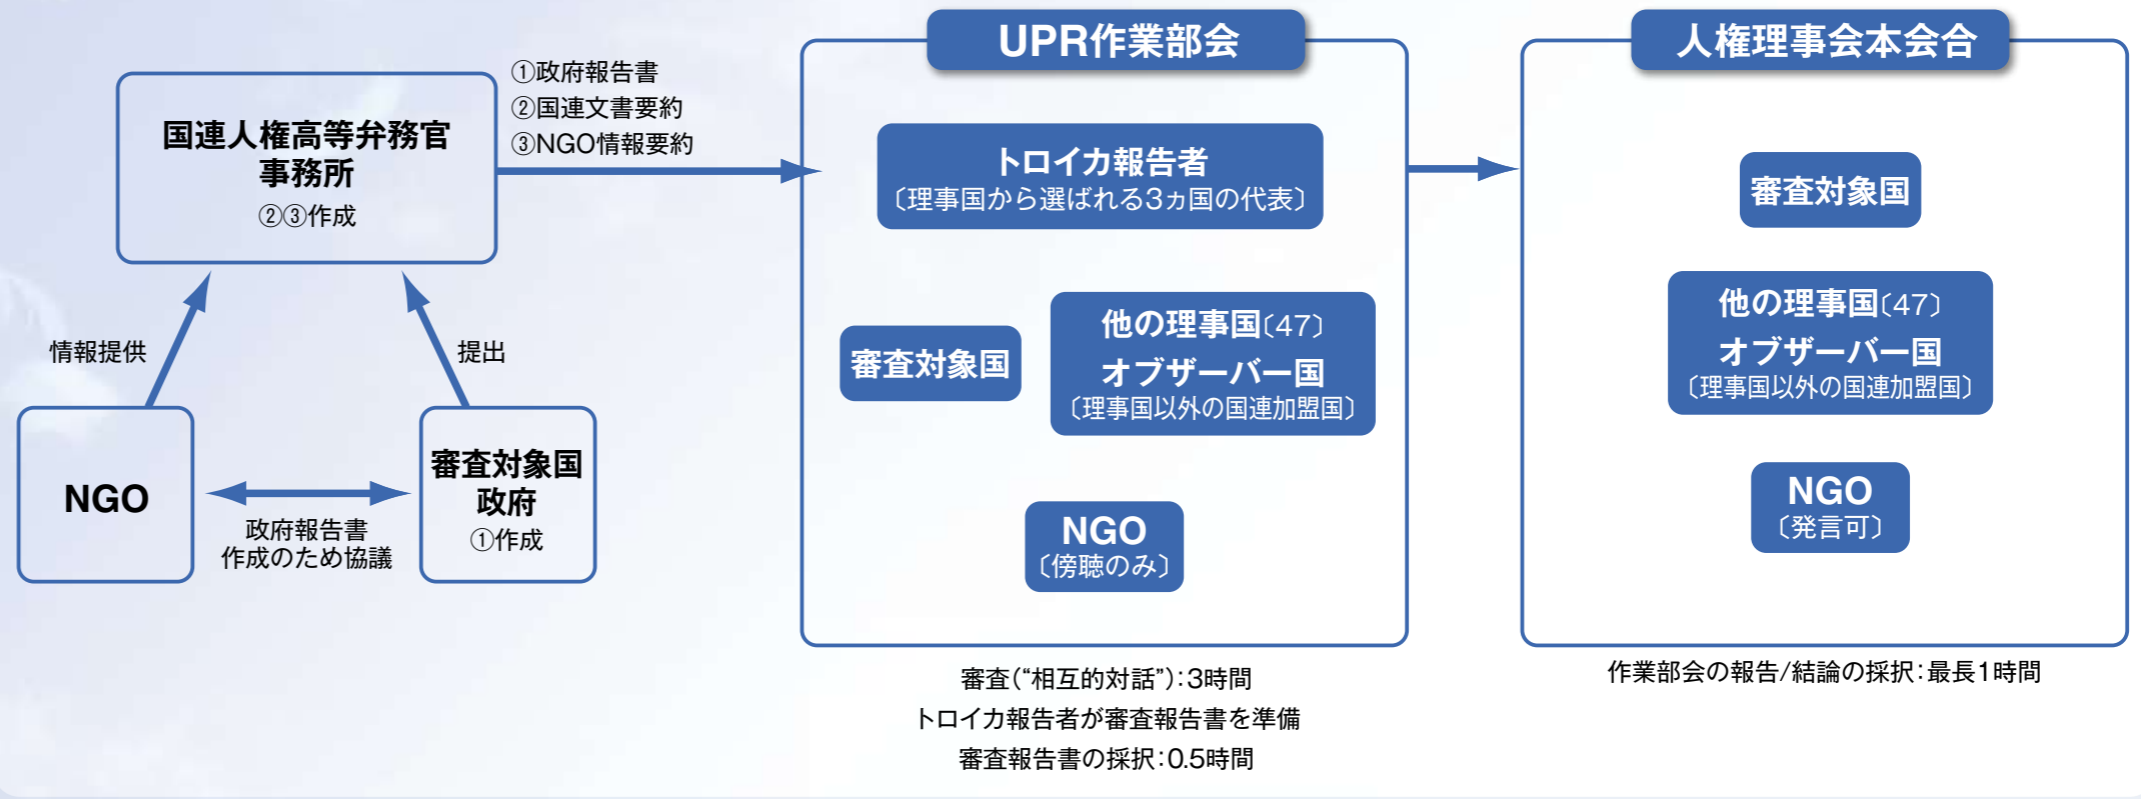 国連人権高等弁務官
事務所
②③作成
①政府報告書
②国連文書要約
③NGO情報要約
情報提供
提出
NGO
政府報告書
作成のため協議
審査対象国
政府
①作成
UPR作業部会
トロイカ報告者
〔理事国から選ばれる3ヵ国の代表〕
審査対象国
他の理事国〔47〕
オブザーバー国
〔理事国以外の国連加盟国〕
NGO
〔傍聴のみ〕
審査(“相互的対話”):3時間
トロイカ報告者が審査報告書を準備
審査報告書の採択:0.5時間
人権理事会本会合
審査対象国
他の理事国〔47〕
オブザーバー国
〔理事国以外の国連加盟国〕
NGO
〔発言可〕
作業部会の報告/結論の採択:最長1時間